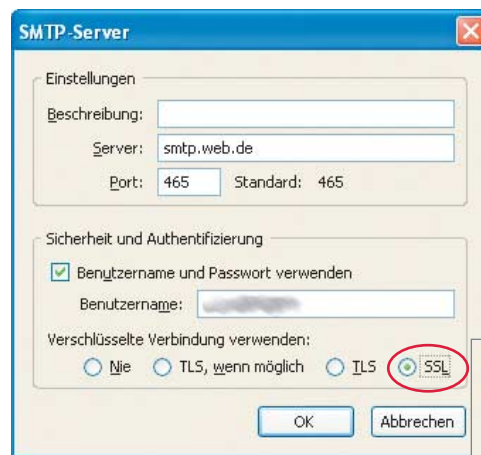 SMTP-Server
Einstellungen
Beschreibung:
Server: smtp.web.de
Port: 465 Standard: 465
Sicherheit und Authentifizierung
Benutzername und Passwort verwenden
Benutzername:
Verschlüsselte Verbindung verwenden:
Nie TLS, wenn möglich TLS SSL
OK Abbrechen